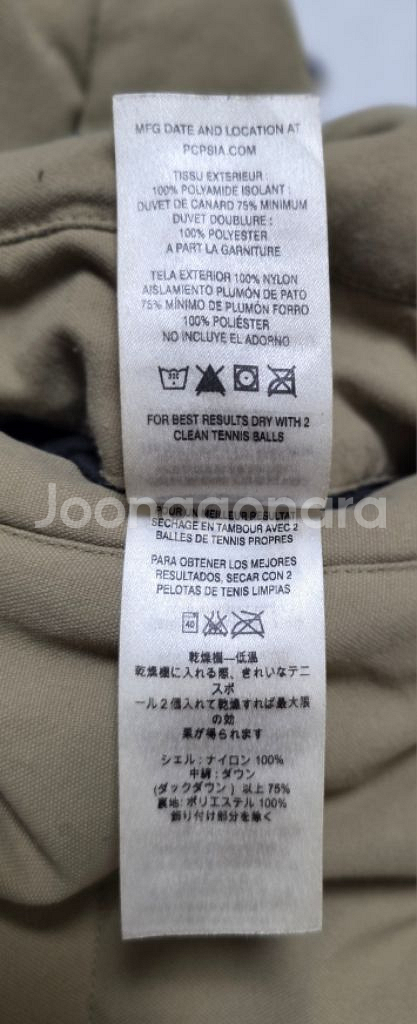 MFG DATE AND LOCATION AT
PCPSIA.COM
TISSU EXTERIEUR :
100% POLYAMIDE ISOLANT :
DUVET DE CANARD 75% MINIMUM
DUVET DOUBLURE :
100% POLYESTER
A PART LA GARNITURE
TELA EXTERIOR 100% NYLON
AISLAMIENTO PLUMÓN DE PATO
75% MÍNIMO DE PLUMÓN FORRO
100% POLIÉSTER
NO INCLUYE EL ADORNO
FOR BEST RESULTS DRY WITH 2
CLEAN TENNIS BALLS
Joonggonara
POUR UN MEILLEUR RESULTAT
SECHAGE EN TAMBOUR AVEC 2
BALLES DE TENNIS PROPRES
PARA OBTENER LOS MEJORES
RESULTADOS, SECAR CON 2
PELOTAS DE TENIS LIMPIAS
40
乾燥機—低温
乾燥機に入れる際、きれいなテニ
スボ
ール2個入れて乾燥すれば最大限
の効
果が得られます
シェル：ナイロン 100%
中綿：ダウン
(ダックダウン) 以上 75%
裏地：ポリエステル 100%
飾り付け部分を除く